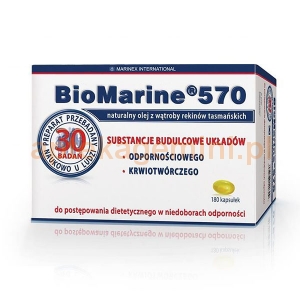 MARINEX INTERNATIONAL
BioMarine®570
naturalny olej z wątroby rekinów tasmańskich
PREPARAT PRZEBADANY
30
BADAŃ
NAUKOWO U LUDZI
SUBSTANCJE BUDULCOWE UKŁADÓW
• ODPORNOŚCIOWEGO
• KRWIOTWÓRCZEGO
180 kapsułek
do postępowania dietetycznego w niedoborach odporności